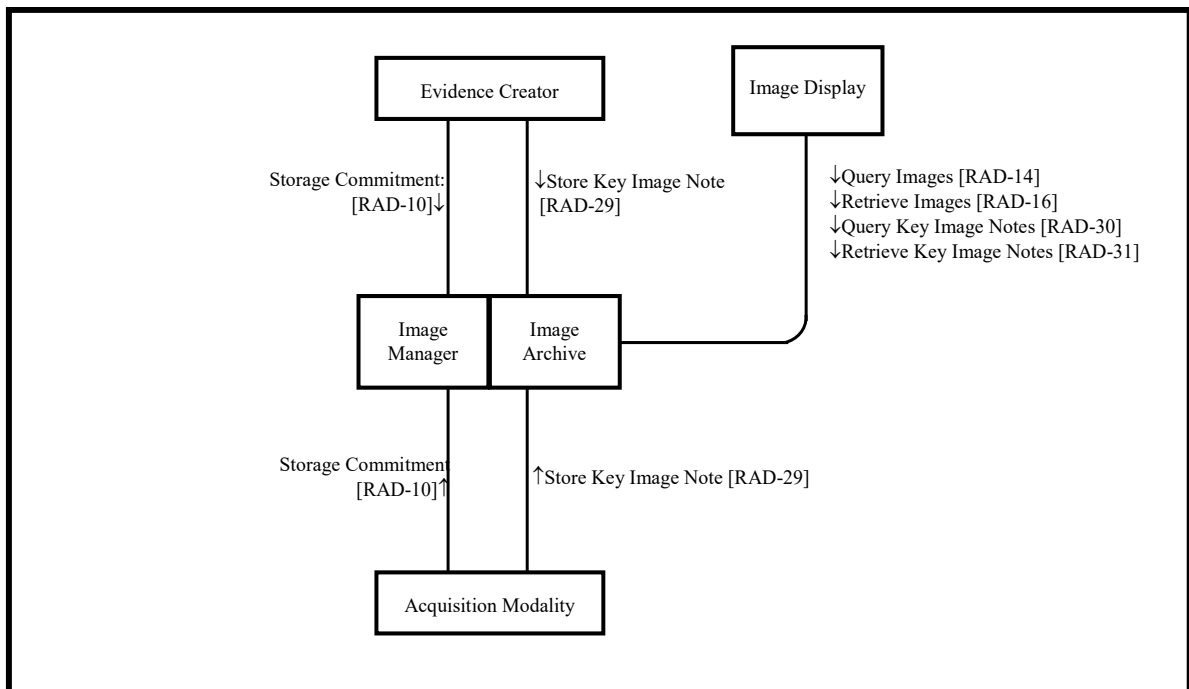 Evidence Creator
Image Display
Storage Commitment:
[RAD-10]↓
↓Store Key Image Note
[RAD-29]
↓Query Images [RAD-14]
↓Retrieve Images [RAD-16]
↓Query Key Image Notes [RAD-30]
↓Retrieve Key Image Notes [RAD-31]
Image
Manager
Image
Archive
Storage Commitment
[RAD-10]↑
↑Store Key Image Note [RAD-29]
Acquisition Modality